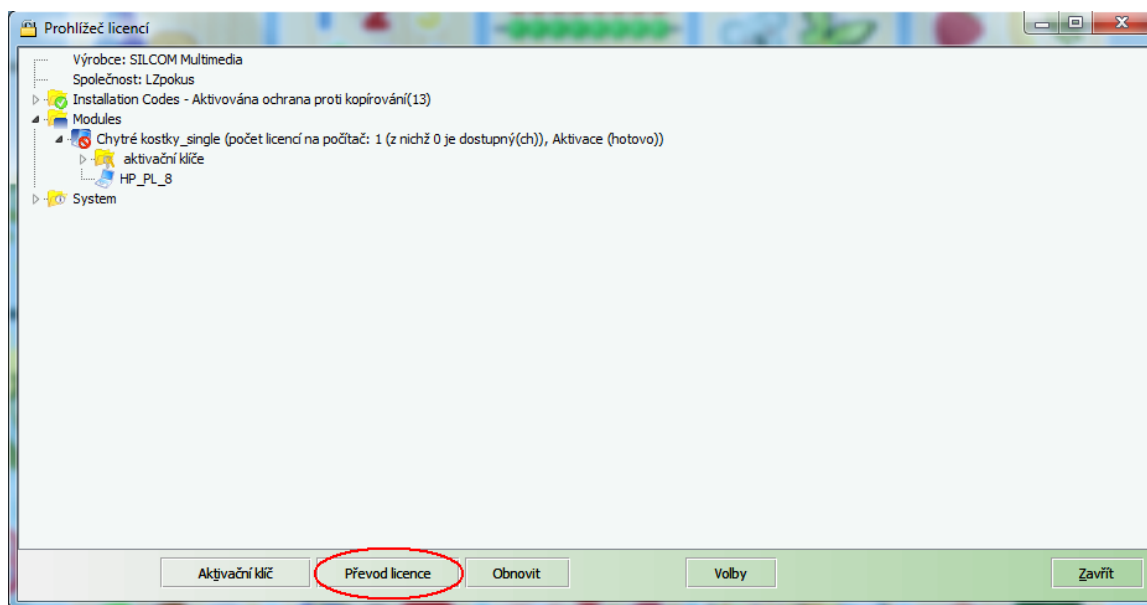 Prohlížeč licencí
Výrobce: SILCOM Multimedia
Společnost: LZpokus
Installation Codes - Aktivována ochrana proti kopírování(13)
Modules
Chytré kostky_single (počet licencí na počítač: 1 (z nichž 0 je dostupný(ch)), Aktivace (hotovo))
aktivační klíče
HP_PL_8
System
Aktivační klíč Převod licence Obnovit Volby Zavřít